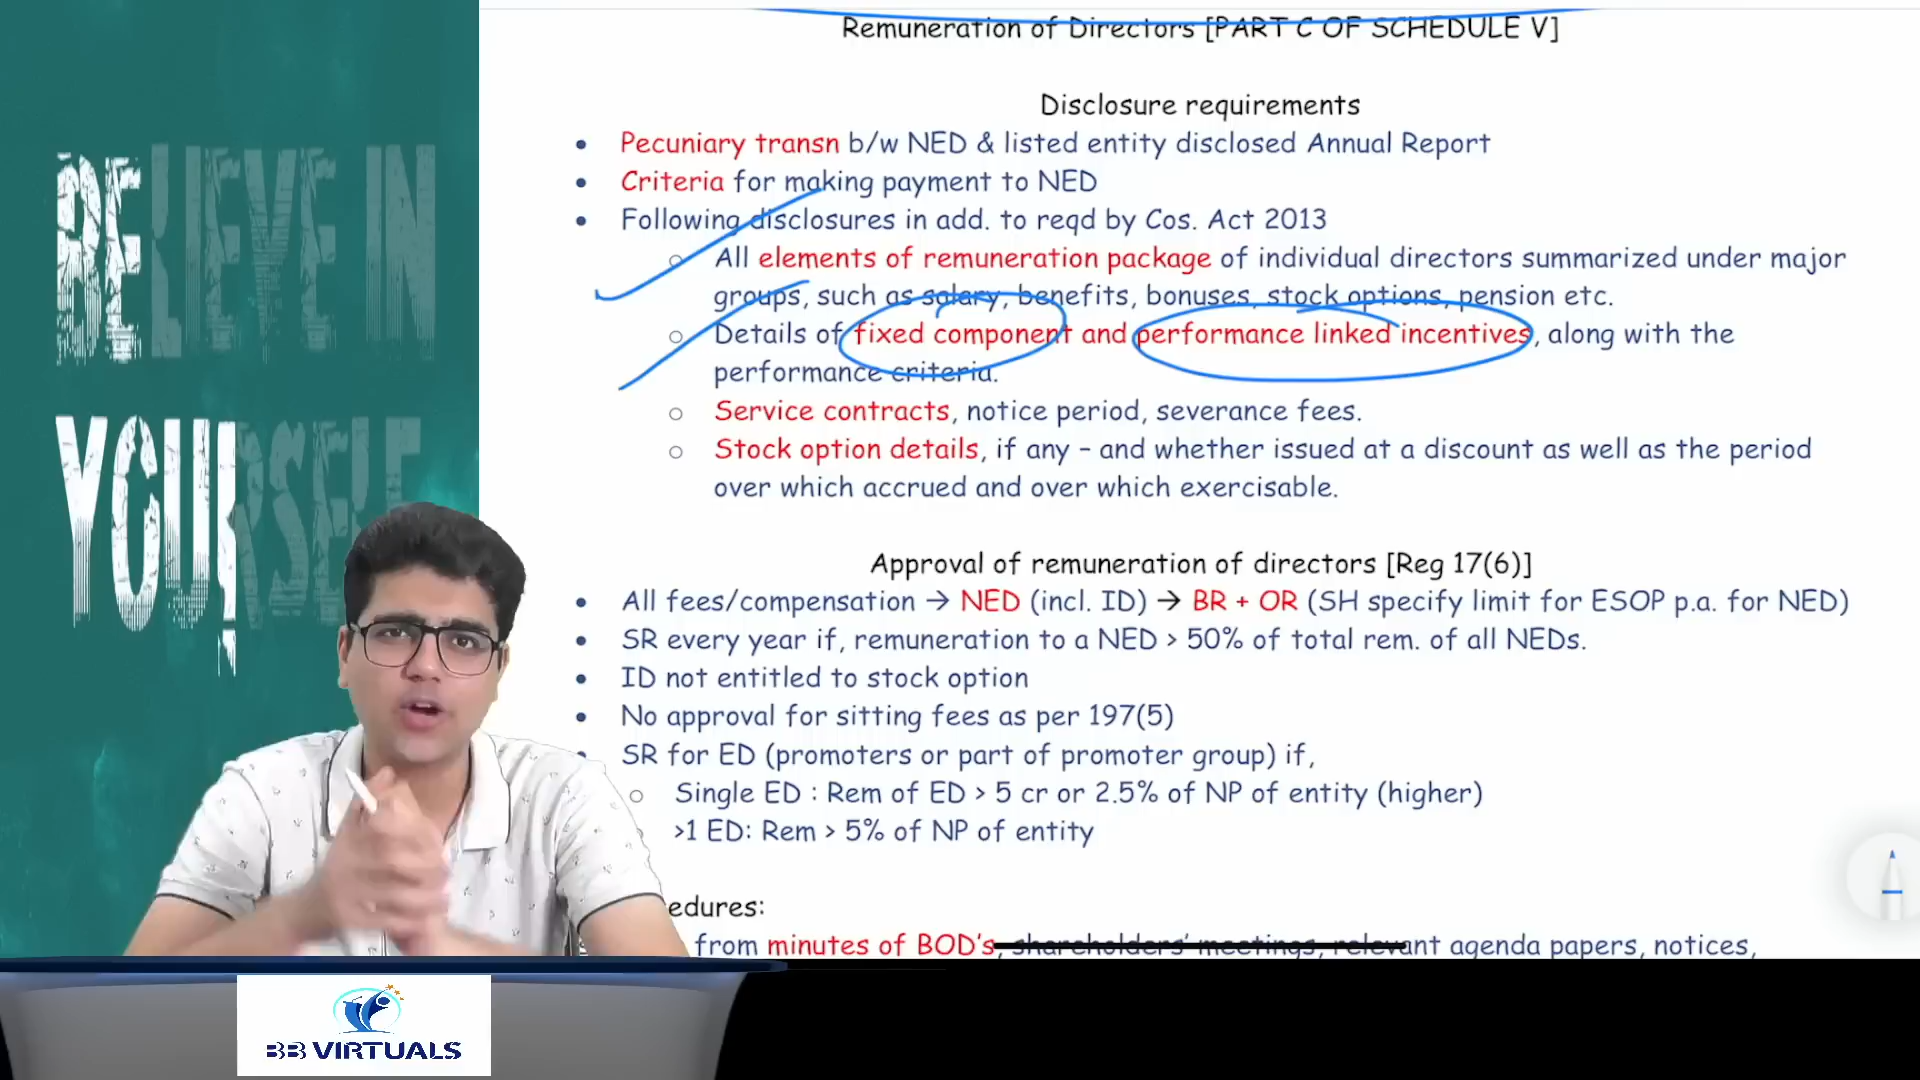 BELIEVE IN
YOURSELF
Remuneration of Directors [PART C OF SCHEDULE V]
Disclosure requirements
• Pecuniary transn b/w NED & listed entity disclosed Annual Report
• Criteria for making payment to NED
• Following disclosures in add. to reqd by Cos. Act 2013
o All elements of remuneration package of individual directors summarized under major
groups, such as salary, benefits, bonuses, stock options, pension etc.
o Details of fixed component and performance linked incentives, along with the
performance criteria.
o Service contracts, notice period, severance fees.
o Stock option details, if any – and whether issued at a discount as well as the period
over which accrued and over which exercisable.
Approval of remuneration of directors [Reg 17(6)]
• All fees/compensation → NED (incl. ID) → BR + OR (SH specify limit for ESOP p.a. for NED)
• SR every year if, remuneration to a NED > 50% of total rem. of all NEDs.
• ID not entitled to stock option
• No approval for sitting fees as per 197(5)
• SR for ED (promoters or part of promoter group) if,
o Single ED : Rem of ED > 5 cr or 2.5% of NP of entity (higher)
>1 ED: Rem > 5% of NP of entity
edures:
from minutes of BOD's, shareholders' meetings, relevant agenda papers, notices,
BB VIRTUALS